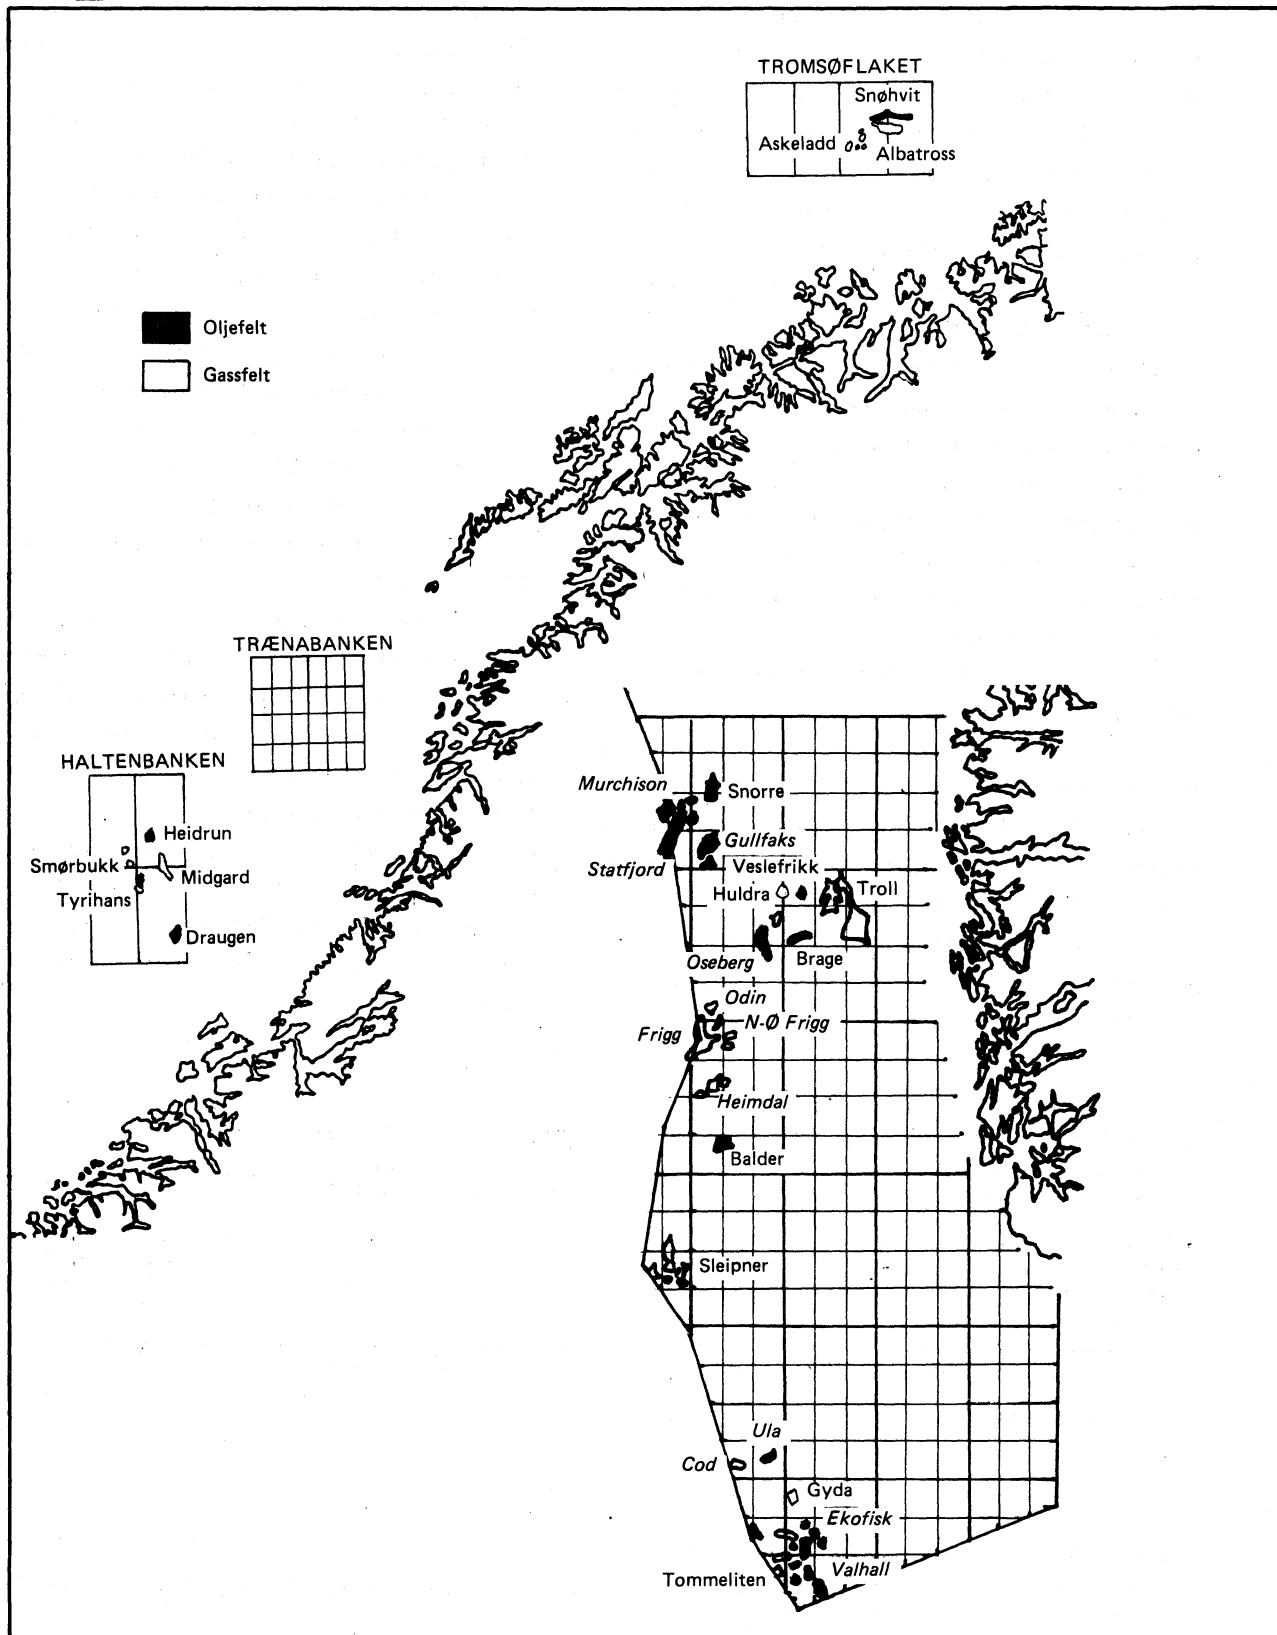 TROMSØFLAKET
Snøhvit
Askeladd
Albatross
Oljefelt
Gassfelt
TRÆNABANKEN
HALTENBANKEN
Heidrun
Smørbukk
Midgard
Tyrihans
Draugen
Murchison
Snorre
Gullfaks
Statfjord
Veslefrikk
Huldra
Troll
Oseberg
Brage
Odin
N-Ø Frigg
Frigg
Heimdal
Balder
Sleipner
Ula
Cod
Gyda
Ekofisk
Valhall
Tommeliten